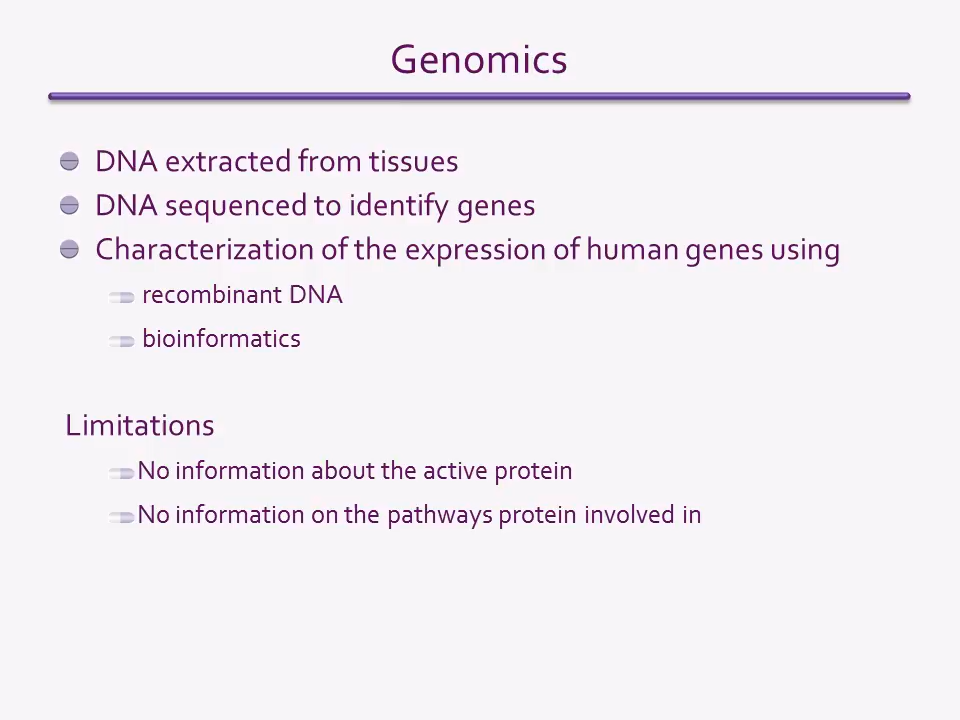 Genomics
DNA extracted from tissues
DNA sequenced to identify genes
Characterization of the expression of human genes using
recombinant DNA
bioinformatics
Limitations
No information about the active protein
No information on the pathways protein involved in